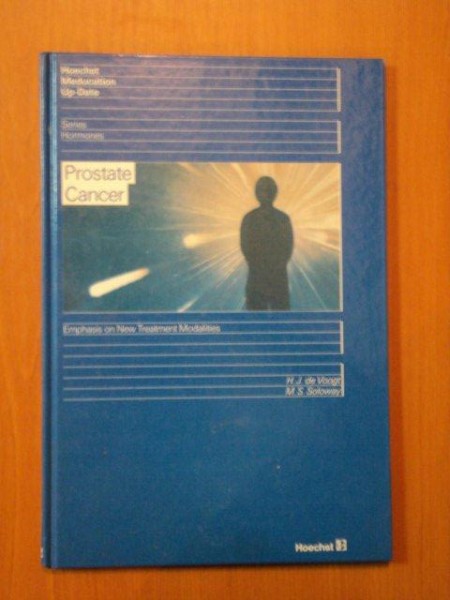 Hoechst
Medication
Up-Date
Series
Hormones
Prostate
Cancer
Emphasis on New Treatment Modalities
H. J. de Voogt
M. S. Soloway
Hoechst